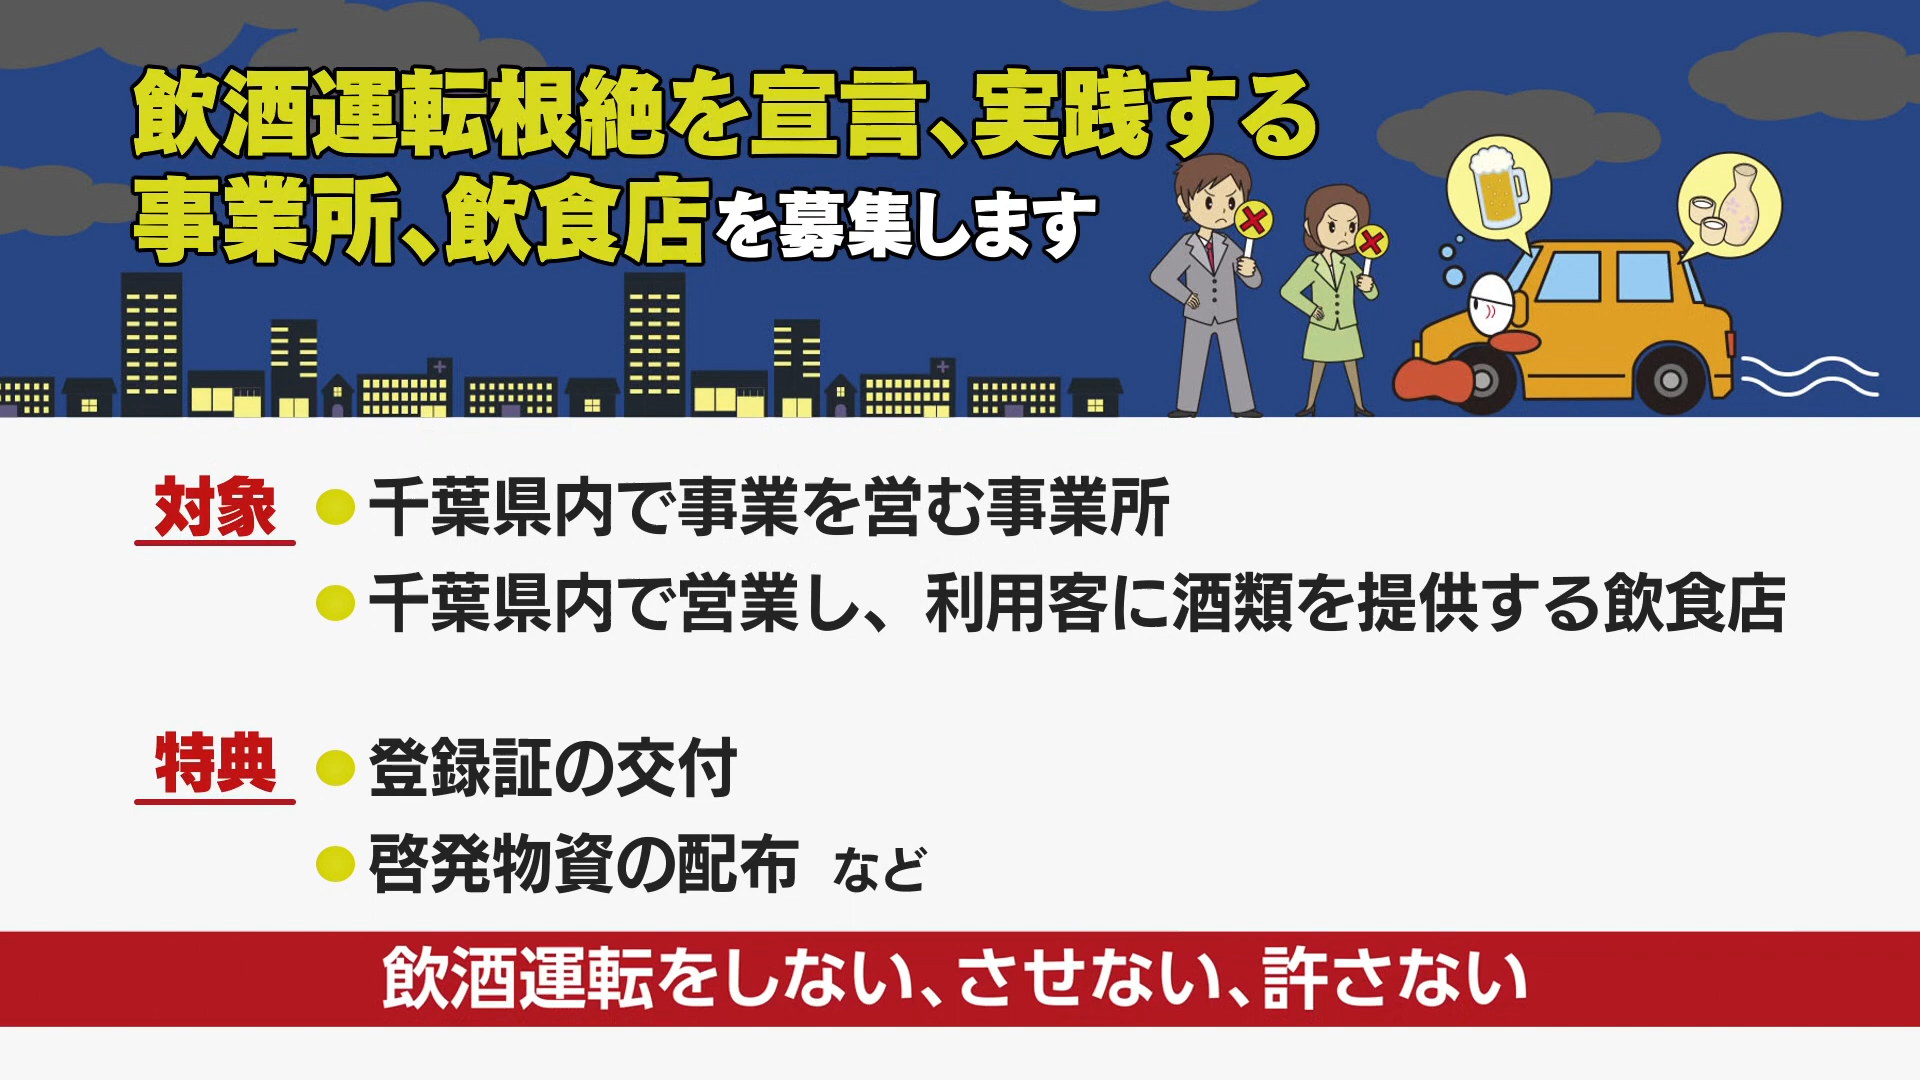 飲酒運転根絶を宣言、実践する
事業所、飲食店を募集します
対象 ●千葉県内で事業を営む事業所
●千葉県内で営業し、利用客に酒類を提供する飲食店
特典 ●登録証の交付
●啓発物資の配布 など
飲酒運転をしない、させない、許さない